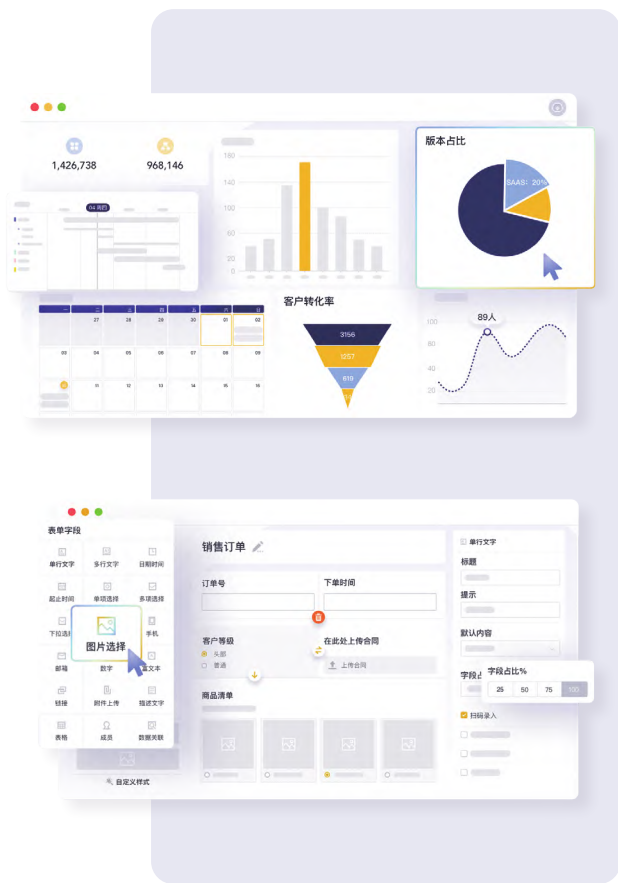 1,426,738
968,146
180
140
100
60
20
0
版本占比
SAAS: 20%
04 周四
一 二 三 四 五 六 日
27 28 29 30 01 02
03 04 05 06 07 08 09
11 12 13 14 15 16
客户转化率
3156
1257
619
89人
100
80
40
20
表单字段
单行文字 多行文字 日期时间
起止时间 单项选择 多项选择
下拉选 图片选择 手机
邮箱 数字 富文本
链接 附件上传 描述文字
表格 成员 数据关联
自定义样式
销售订单
订单号 下单时间
客户等级 在此处上传合同
头部
普通
上传合同
商品清单
单行文字
标题
提示
默认内容
字段占比%
25 50 75 100
扫码录入